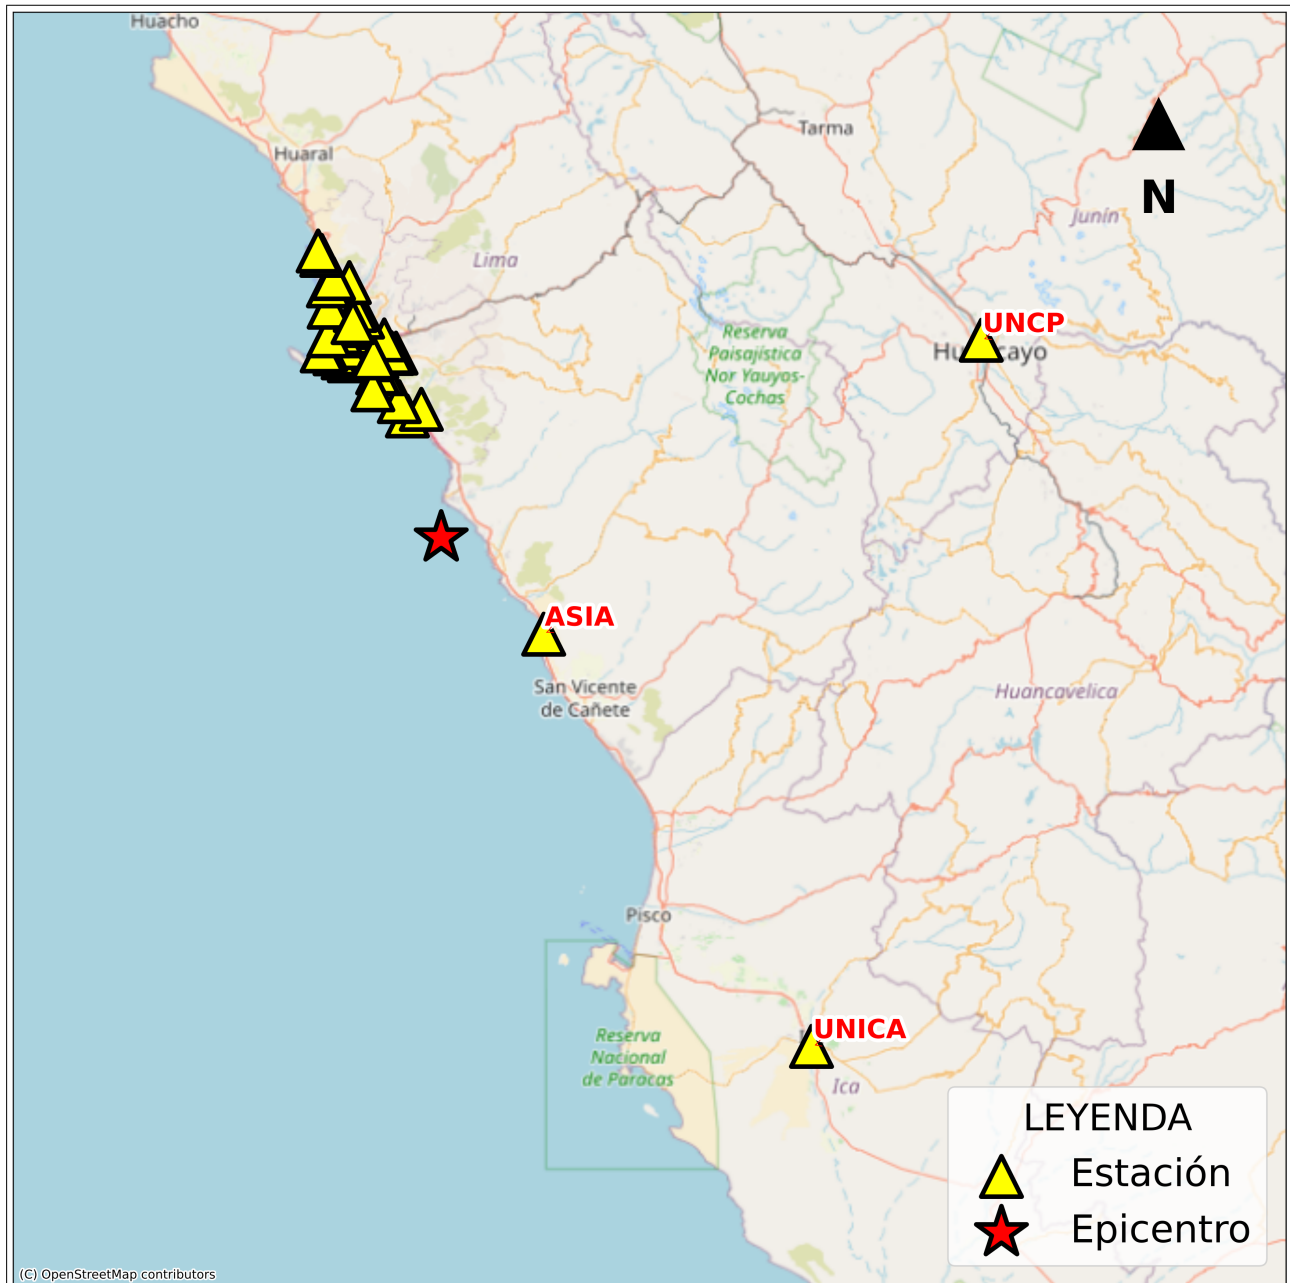 Huacho
Tarma
Huaral
N
Junín
Lima
UNCP
Reserva
Paisajística
Nor Yauyos-
Cochas
ASIA
San Vicente
de Cañete
Huancavelica
Pisco
UNICA
Reserva
Nacional
de Paracas
Ica
LEYENDA
Estación
Epicentro
(C) OpenStreetMap contributors